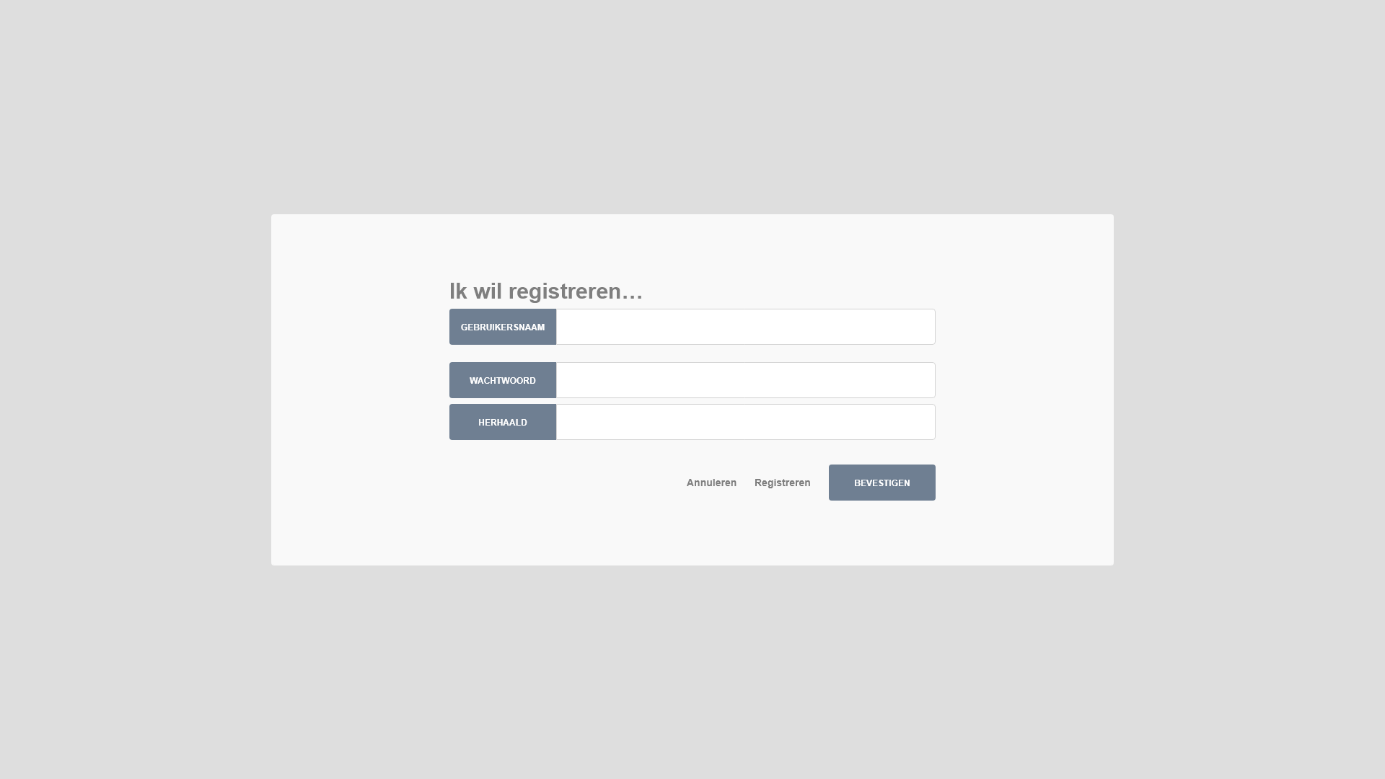 Ik wil registreren...
GEBRUIKERSNAAM
WACHTWOORD
HERHAALD
Annuleren Registreren BEVESTIGEN